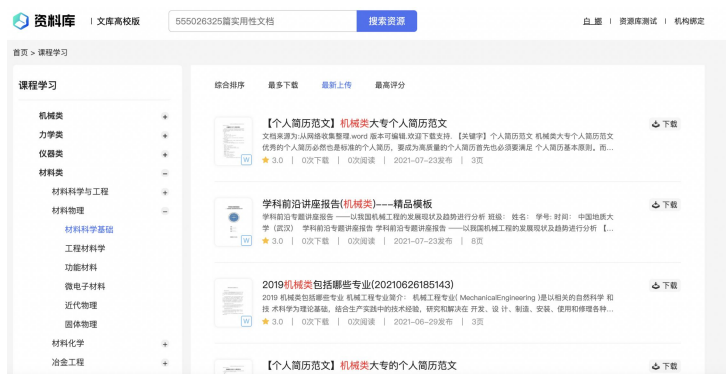 资料库 文库高校版 555026325篇实用性文档 搜索资源 白 娜 资源库测试 机构绑定
首页 > 课程学习
课程学习
机械类
力学类
仪器类
材料类
材料科学与工程
材料物理
材料科学基础
工程材料学
功能材料
微电子材料
近代物理
固体物理
材料化学
冶金工程
综合排序 最多下载 最新上传 最高评分
【个人简历范文】机械类大专个人简历范文 下载
文档来源为:从网络收集整理.word 版本可编辑.欢迎下载支持. 【关键字】个人简历范文 机械类大专个人简历范文
优秀的个人简历必然也是标准的个人简历。要成为高质量的个人简历首先也必须要满足 个人简历基本原则。而...
W 3.0 0次下载 0次阅读 2021-07-23发布 3页
学科前沿讲座报告(机械类)---精品模板 下载
学科前沿专题讲座报告 ——以我国机械工程的发展现状及趋势进行分析 班级： 姓名： 学号: 时间： 中国地质大
学（武汉） 学科前沿专题讲座报告 学科前沿专题讲座报告 ——以我国机械工程的发展现状及趋势进行分析 【...
W 3.0 0次下载 0次阅读 2021-07-23发布 8页
2019机械类包括哪些专业(20210626185143) 下载
2019 机械类包括哪些专业 机械工程专业简介： 机械工程专业( MechanicalEngineering )是以相关的自然科学 和
技 术科学为理论基础，结合生产实践中的技术经验，研究和解决在 开发、设 计 、制造、安装、使用和修理各种...
W 3.0 0次下载 0次阅读 2021-06-29发布 3页
【个人简历范文】机械类大专的个人简历范文 下载